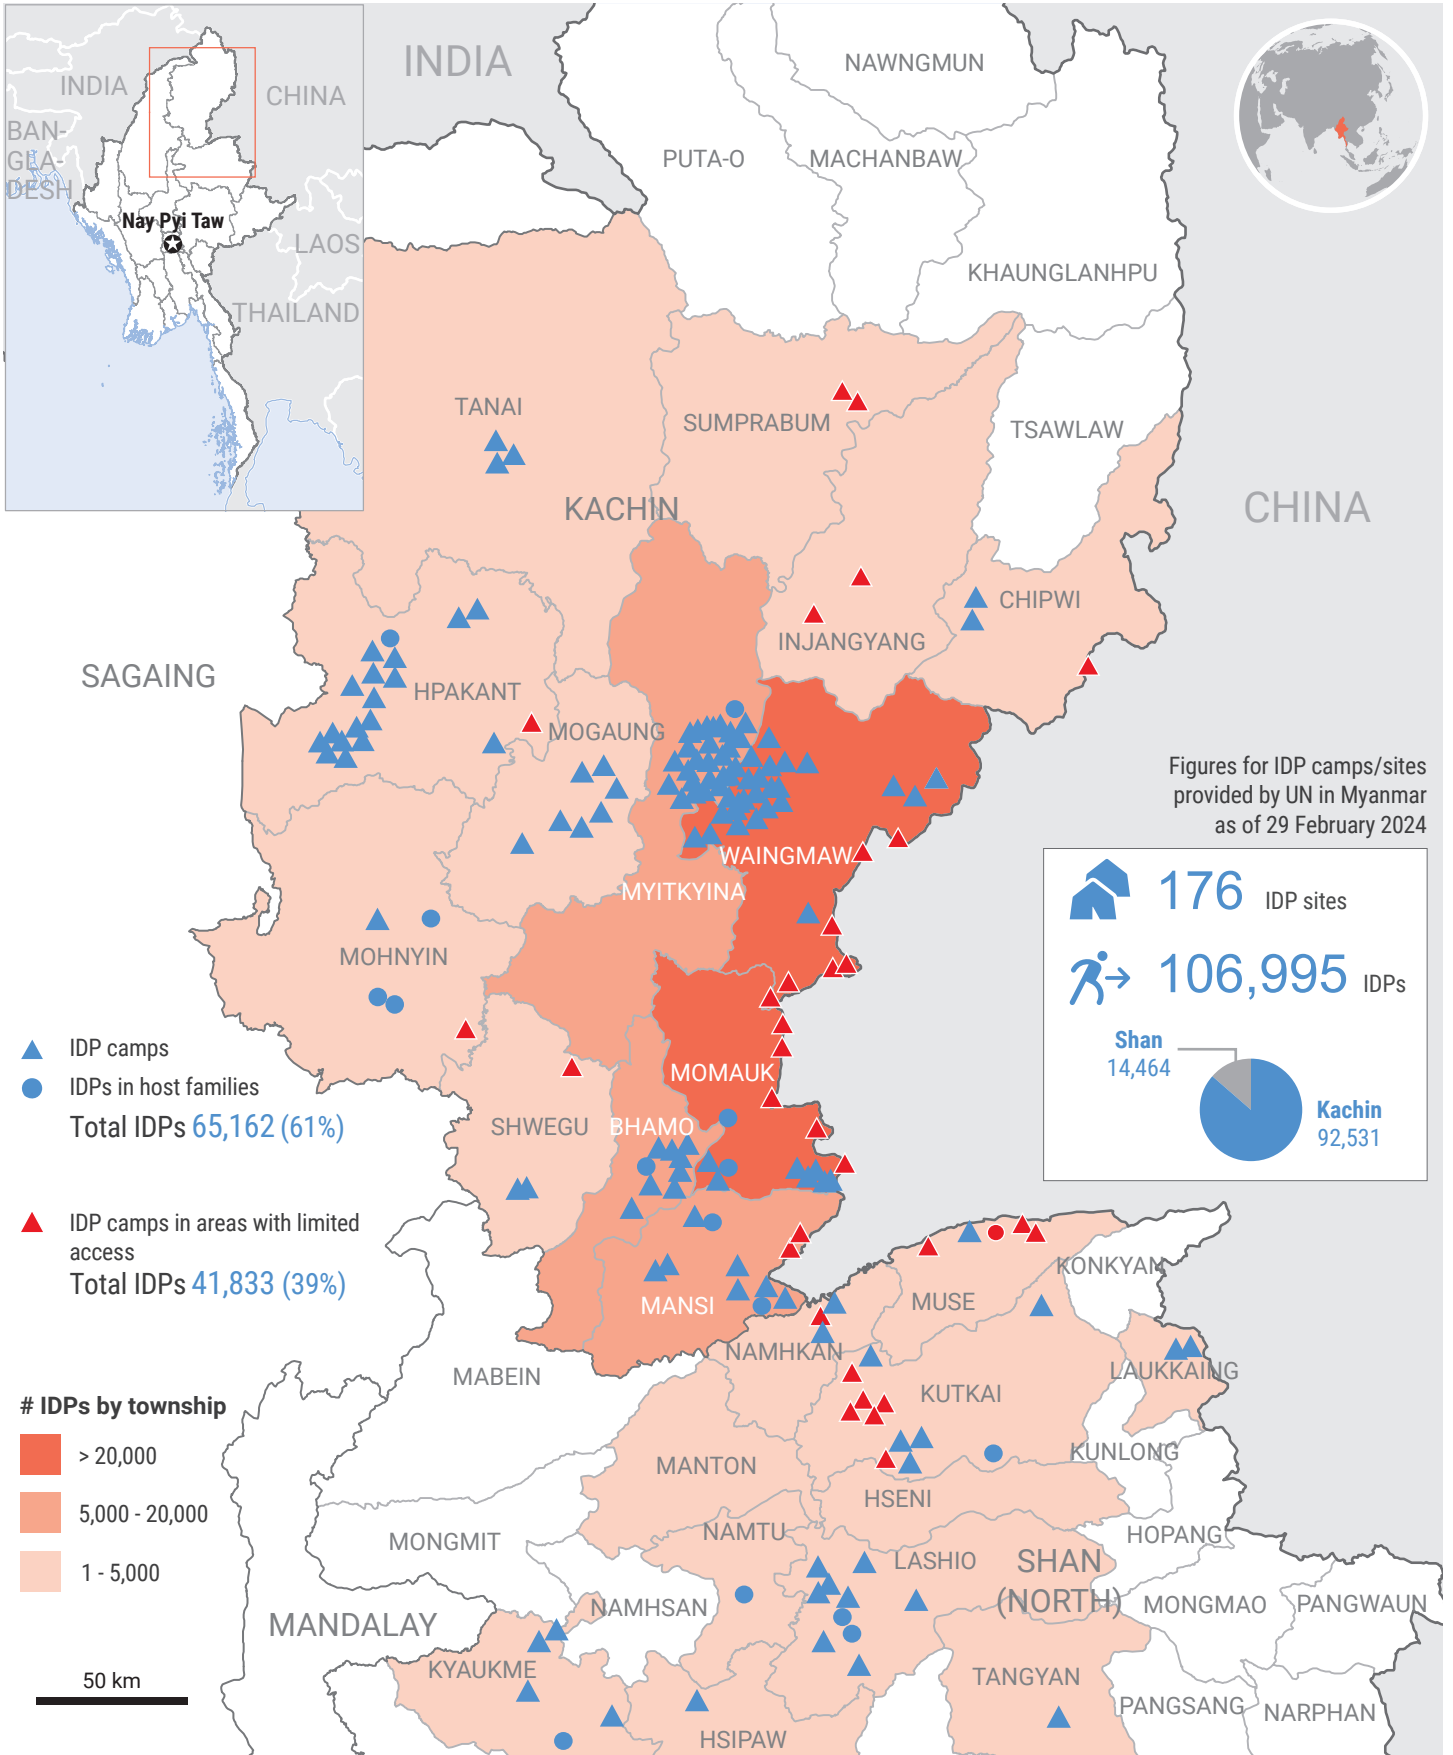 INDIA
CHINA
BAN-
GLA-
DESH
Nay Pyi Taw
LAOS
THAILAND
INDIA
NAWNGMUN
PUTA-O
MACHANBAW
KHAUNGLANHPU
TANAI
SUMPRABUM
TSAWLAW
KACHIN
CHINA
CHIPWI
INJANGYANG
SAGAING
HPAKANT
MOGAUNG
WAINGMAW
MYITKYINA
MOHNYIN
MOMAUK
SHWEGU
BHAMO
MANSI
Figures for IDP camps/sites
provided by UN in Myanmar
as of 29 February 2024
176 IDP sites
106,995 IDPs
Shan
14,464
Kachin
92,531
IDP camps
IDPs in host families
Total IDPs 65,162 (61%)
IDP camps in areas with limited
access
Total IDPs 41,833 (39%)
# IDPs by township
> 20,000
5,000 - 20,000
1 - 5,000
50 km
KONKYAN
MUSE
NAMHKAN
LAUKKAING
MABEIN
KUTKAI
KUNLONG
MANTON
HSENI
NAMTU
HOPANG
MONGMIT
LASHIO
SHAN
(NORTH)
NAMHSAN
MONGMAO
PANGWAUN
MANDALAY
KYAUKME
TANGYAN
PANGSANG
NARPHAN
HSIPAW